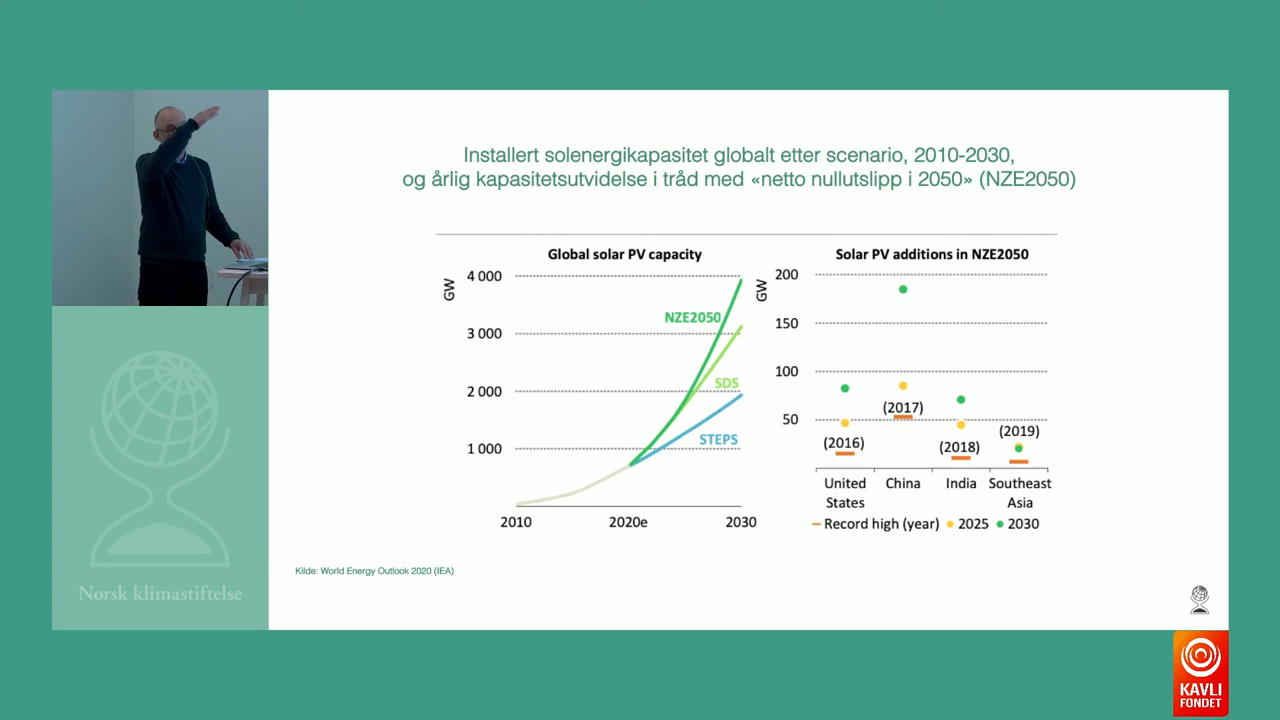 Installert solenergikapasitet globalt etter scenario, 2010-2030,
og årlig kapasitetsutvidelse i tråd med «netto nullutslipp i 2050» (NZE2050)
Global solar PV capacity
GW
4 000
3 000
2 000
1 000
NZE2050
SDS
STEPS
2010 2020e 2030
Solar PV additions in NZE2050
GW
200
150
100
50
(2016)
(2017)
(2018)
(2019)
United States
China
India
Southeast Asia
Record high (year) 2025 2030
Kilde: World Energy Outlook 2020 (IEA)
Norsk klimastiftelse
KAVLI
FONDET